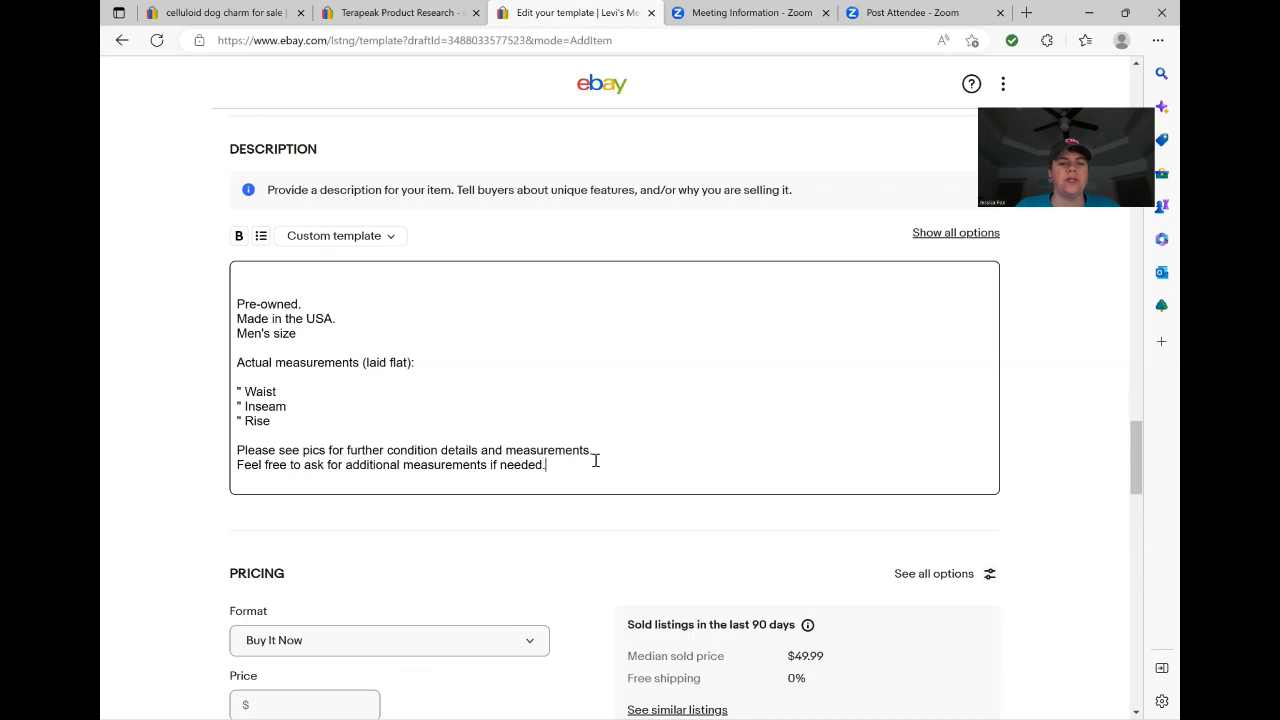 celluloid dog charm for sale |
Terapeak Product Research - e
Edit your template | Levi's Me
Meeting Information - Zoom
Post Attendee - Zoom
https://www.ebay.com/lstng/template?draftId=3488033577523&mode=AddItem
ebay
DESCRIPTION
Provide a description for your item. Tell buyers about unique features, and/or why you are selling it.
Jessica Fox
B
Custom template
Show all options
Pre-owned.
Made in the USA.
Men's size
Actual measurements (laid flat):
" Waist
" Inseam
" Rise
Please see pics for further condition details and measurements.
Feel free to ask for additional measurements if needed.
PRICING
See all options
Format
Buy It Now
Sold listings in the last 90 days
Median sold price $49.99
Free shipping 0%
Price
$
See similar listings